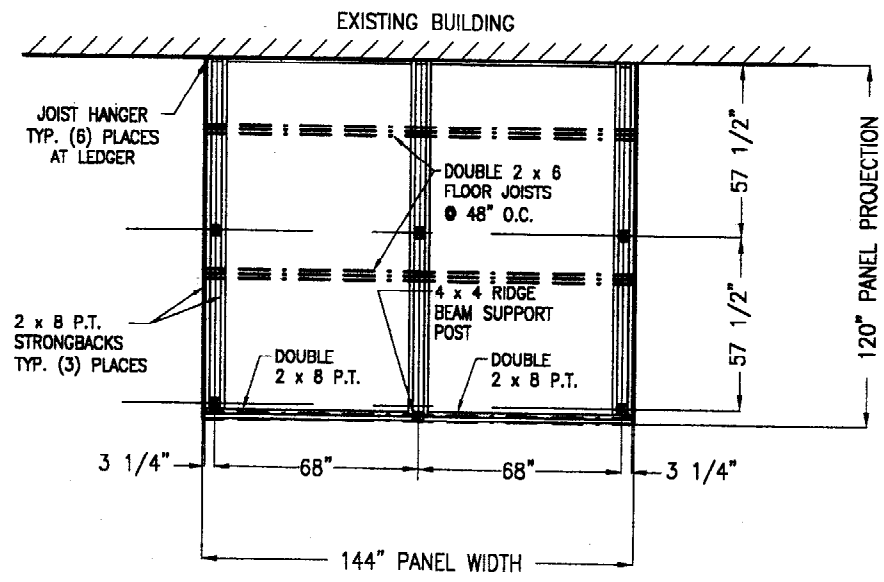 EXISTING BUILDING
JOIST HANGER
TYP. (6) PLACES
AT LEDGER
DOUBLE 2 x 6
FLOOR JOISTS
@ 48" O.C.
57 1/2"
120" PANEL PROJECTION
4 x 4 RIDGE
BEAM SUPPORT
POST
57 1/2"
2 x 8 P.T.
STRONGBACKS
TYP. (3) PLACES
DOUBLE
2 x 8 P.T.
DOUBLE
2 x 8 P.T.
3 1/4"
68"
68"
3 1/4"
144" PANEL WIDTH